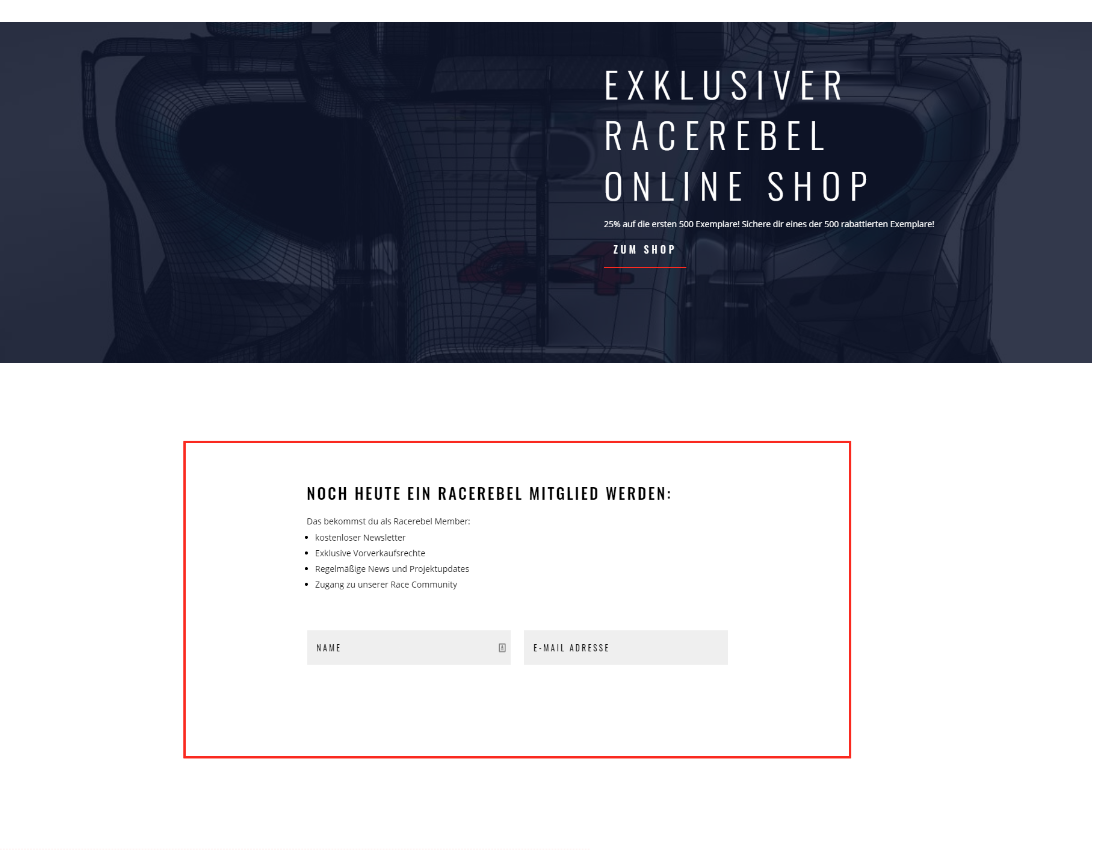 EXKLUSIVER
RACEREBEL
ONLINE SHOP
25% auf die ersten 500 Exemplare! Sichere dir eines der 500 rabattierten Exemplare!
ZUM SHOP
44
NOCH HEUTE EIN RACEREBEL MITGLIED WERDEN:
Das bekommst du als Racerebel Member:
kostenloser Newsletter
Exklusive Vorverkaufsrechte
Regelmäßige News und Projektupdates
Zugang zu unserer Race Community
NAME
E-MAIL ADRESSE